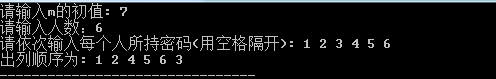 请输入m的初值: 7
请输入人数: 6
请依次输入每个人所持密码(用空格隔开): 1 2 3 4 5 6
出列顺序为: 1 2 4 5 6 3
--------------------------------